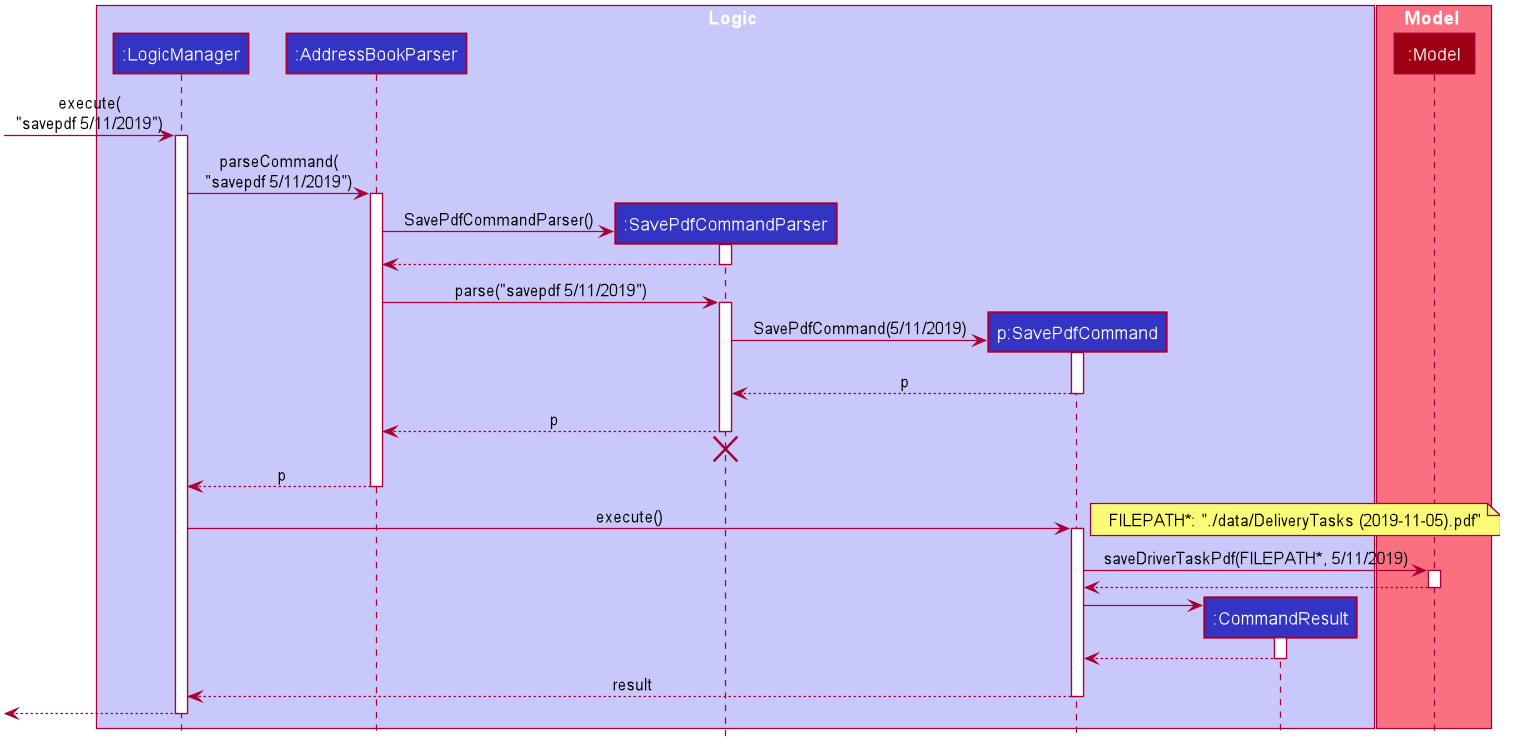 Logic
Model
:LogicManager
:AddressBookParser
:Model
execute(
"savepdf 5/11/2019")
parseCommand(
"savepdf 5/11/2019")
SavePdfCommandParser()
:SavePdfCommandParser
parse("savepdf 5/11/2019")
SavePdfCommand(5/11/2019)
p:SavePdfCommand
p
p
p
execute()
FILEPATH*: "./data/DeliveryTasks (2019-11-05).pdf"
saveDriverTaskPdf(FILEPATH*, 5/11/2019)
:CommandResult
result